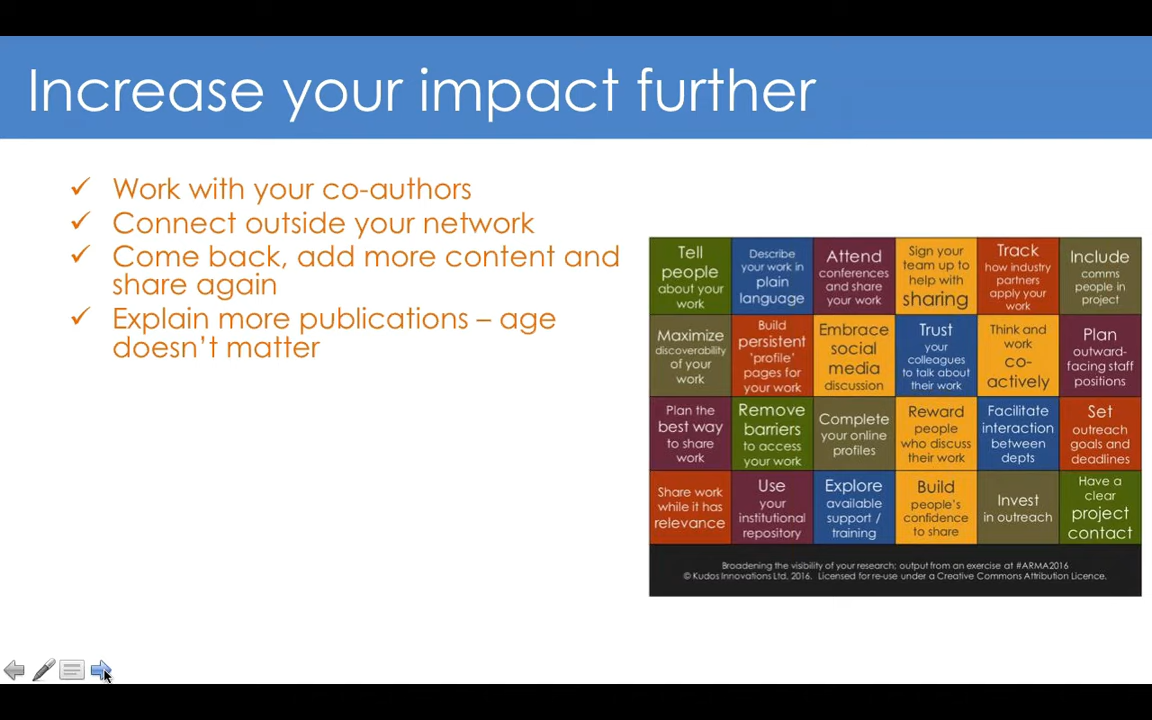 Increase your impact further
✓ Work with your co-authors
✓ Connect outside your network
✓ Come back, add more content and
share again
✓ Explain more publications – age
doesn't matter
Tell
people
about your
work
Describe
your work in
plain
language
Attend
conferences
and share
your work
Sign your
team up to
help with
sharing
Track
how industry
partners
apply your
work
Include
comms
people in
project
Maximize
discoverability
of your
work
Build
persistent
'profile'
pages for
your work
Embrace
social
media
discussion
Trust
your
colleagues
to talk about
their work
Think and
work
co-
actively
Plan
outward-
facing staff
positions
Plan the
best way
to share
work
Remove
barriers
to access
your work
Complete
your online
profiles
Reward
people
who discuss
their work
Facilitate
interaction
between
depts
Set
outreach
goals and
deadlines
Share work
while it has
relevance
Use
your
institutional
repository
Explore
available
support /
training
Build
people's
confidence
to share
Invest
in outreach
Have a
clear
project
contact
Broadening the visibility of your research; output from an exercise at #ARMA2016
© Kudos Innovations Ltd, 2016. Licensed for re-use under a Creative Commons Attribution Licence.